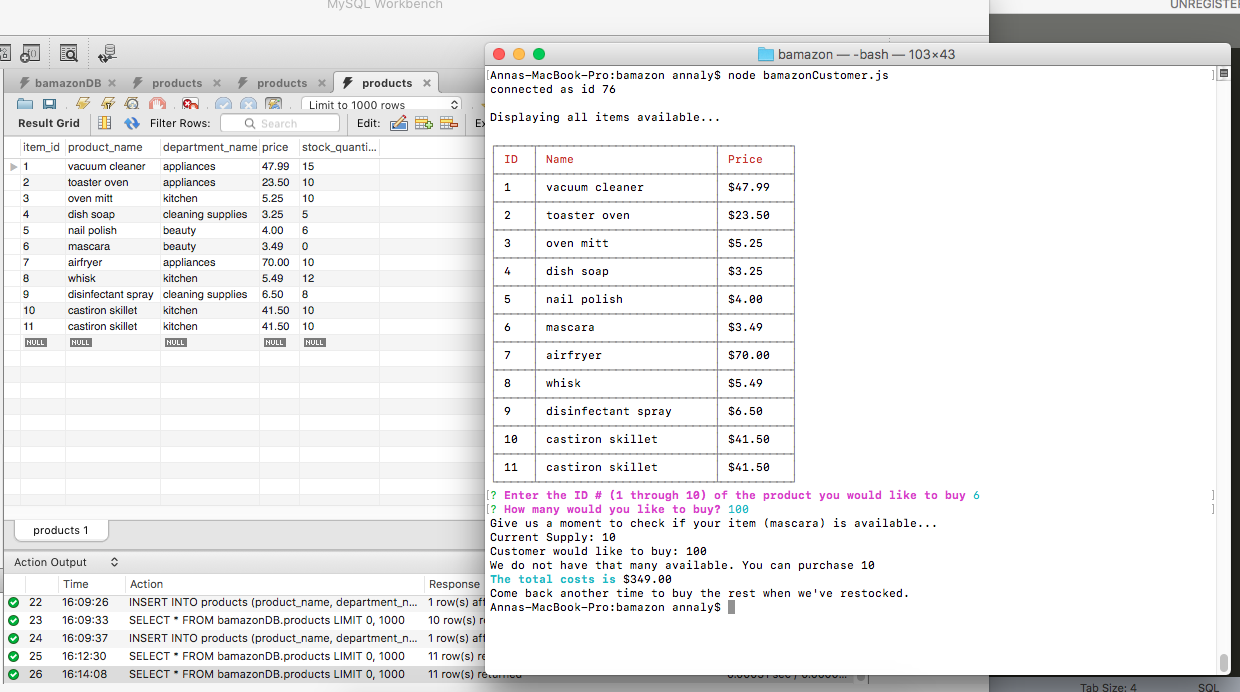 MySQL Workbench
UNREGISTER
bamazonDB × products × products × products ×
Limit to 1000 rows
Result Grid Filter Rows: Search Edit: Ex
item_id product_name department_name price stock_quanti...
1 vacuum cleaner appliances 47.99 15
2 toaster oven appliances 23.50 10
3 oven mitt kitchen 5.25 10
4 dish soap cleaning supplies 3.25 5
5 nail polish beauty 4.00 6
6 mascara beauty 3.49 0
7 airfryer appliances 70.00 10
8 whisk kitchen 5.49 12
9 disinfectant spray cleaning supplies 6.50 8
10 castiron skillet kitchen 41.50 10
11 castiron skillet kitchen 41.50 10
NULL NULL NULL NULL NULL
products 1
Action Output
Time Action Response
22 16:09:26 INSERT INTO products (product_name, department_n... 1 row(s) aff
23 16:09:33 SELECT * FROM bamazonDB.products LIMIT 0, 1000 10 row(s) r
24 16:09:37 INSERT INTO products (product_name, department_n... 1 row(s) aff
25 16:12:30 SELECT * FROM bamazonDB.products LIMIT 0, 1000 11 row(s) re
26 16:14:08 SELECT * FROM bamazonDB.products LIMIT 0, 1000 11 row(s) returned
bamazon — -bash — 103×43
[Annas-MacBook-Pro:bamazon annaly$ node bamazonCustomer.js ]
connected as id 76
Displaying all items available...
ID Name Price
1 vacuum cleaner $47.99
2 toaster oven $23.50
3 oven mitt $5.25
4 dish soap $3.25
5 nail polish $4.00
6 mascara $3.49
7 airfryer $70.00
8 whisk $5.49
9 disinfectant spray $6.50
10 castiron skillet $41.50
11 castiron skillet $41.50
[? Enter the ID # (1 through 10) of the product you would like to buy 6 ]
[? How many would you like to buy? 100 ]
Give us a moment to check if your item (mascara) is available...
Current Supply: 10
Customer would like to buy: 100
We do not have that many available. You can purchase 10
The total costs is $349.00
Come back another time to buy the rest when we've restocked.
Annas-MacBook-Pro:bamazon annaly$
Tab Size: 4 SQL